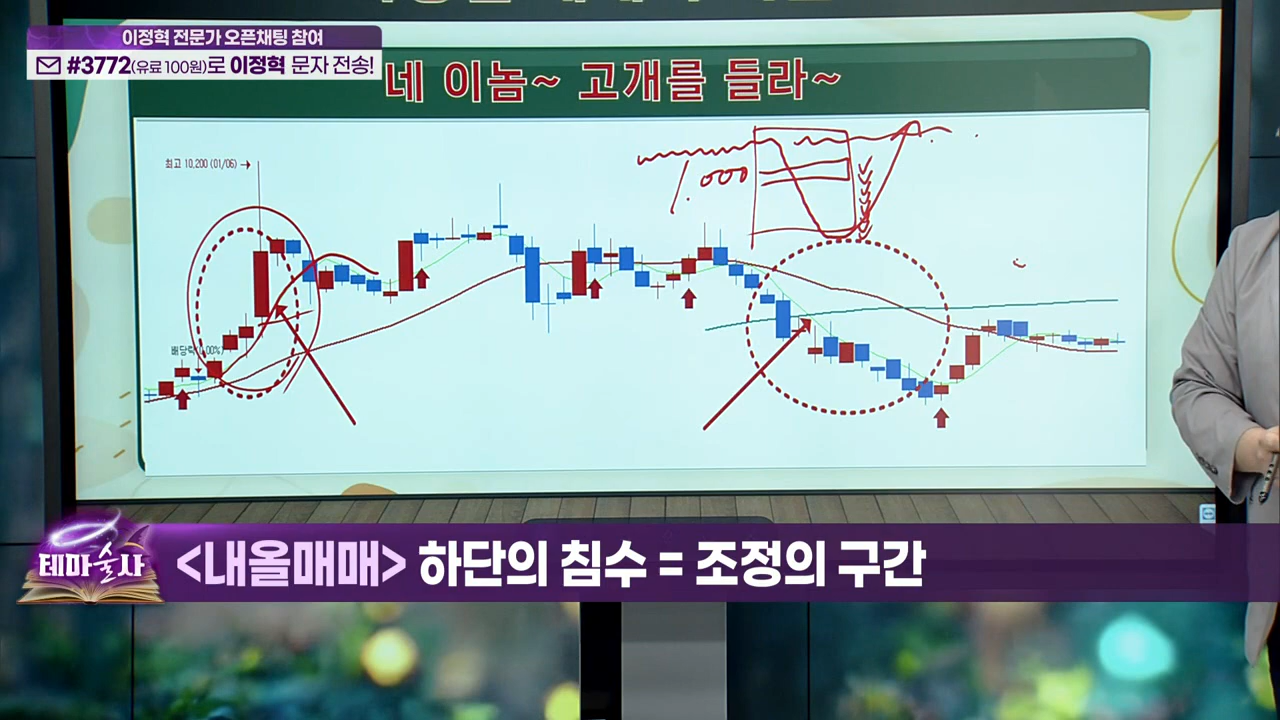 이정혁 전문가 오픈채팅 참여
#3772(유료 100원)로 이정혁 문자 전송!
네 이놈~ 고개를 들라~
최고 10,200 (01/06) →
1.000
테마술사
<내올매매> 하단의 침수 = 조정의 구간